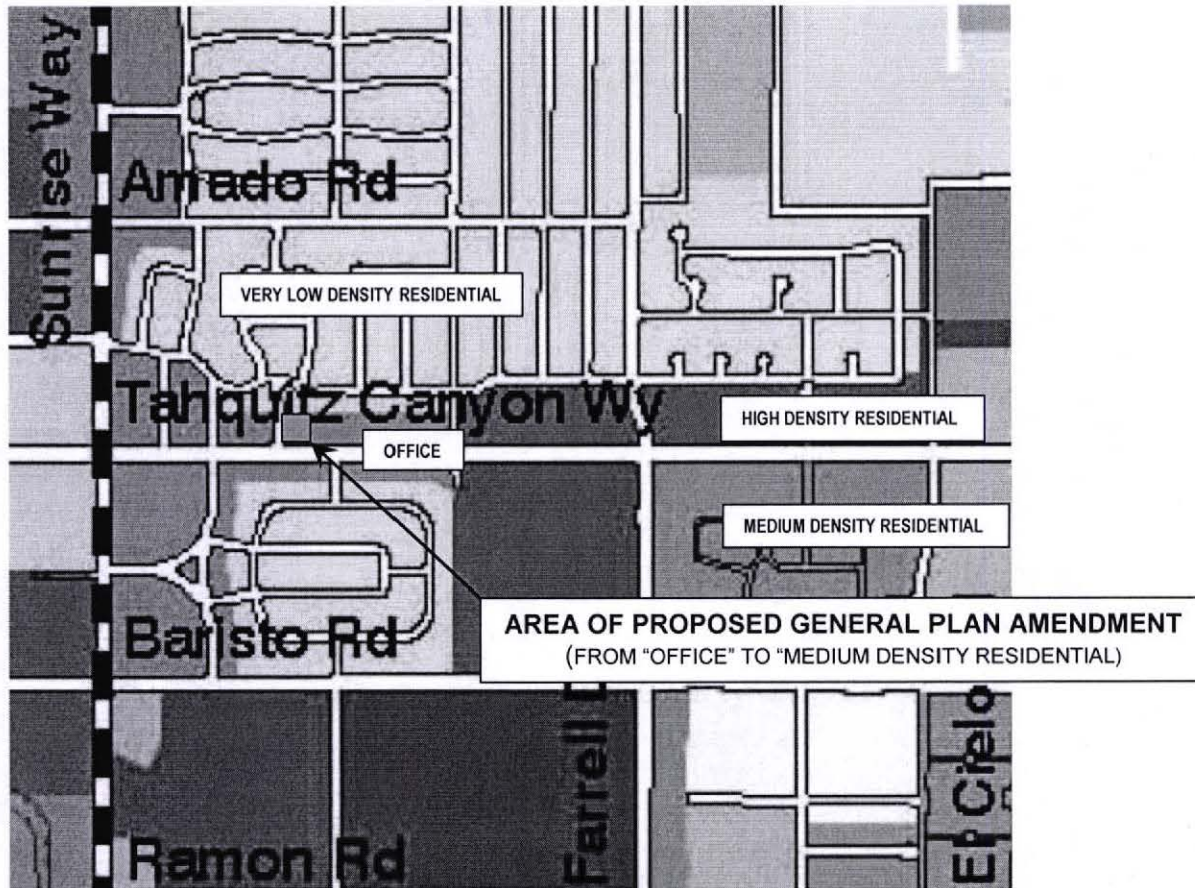 Sunrise Way
Amado Rd
VERY LOW DENSITY RESIDENTIAL
Tahquitz Canyon Wy
HIGH DENSITY RESIDENTIAL
OFFICE
MEDIUM DENSITY RESIDENTIAL
AREA OF PROPOSED GENERAL PLAN AMENDMENT
(FROM "OFFICE" TO "MEDIUM DENSITY RESIDENTIAL)
Baristo Rd
Farrell
El Cielo
Ramon Rd